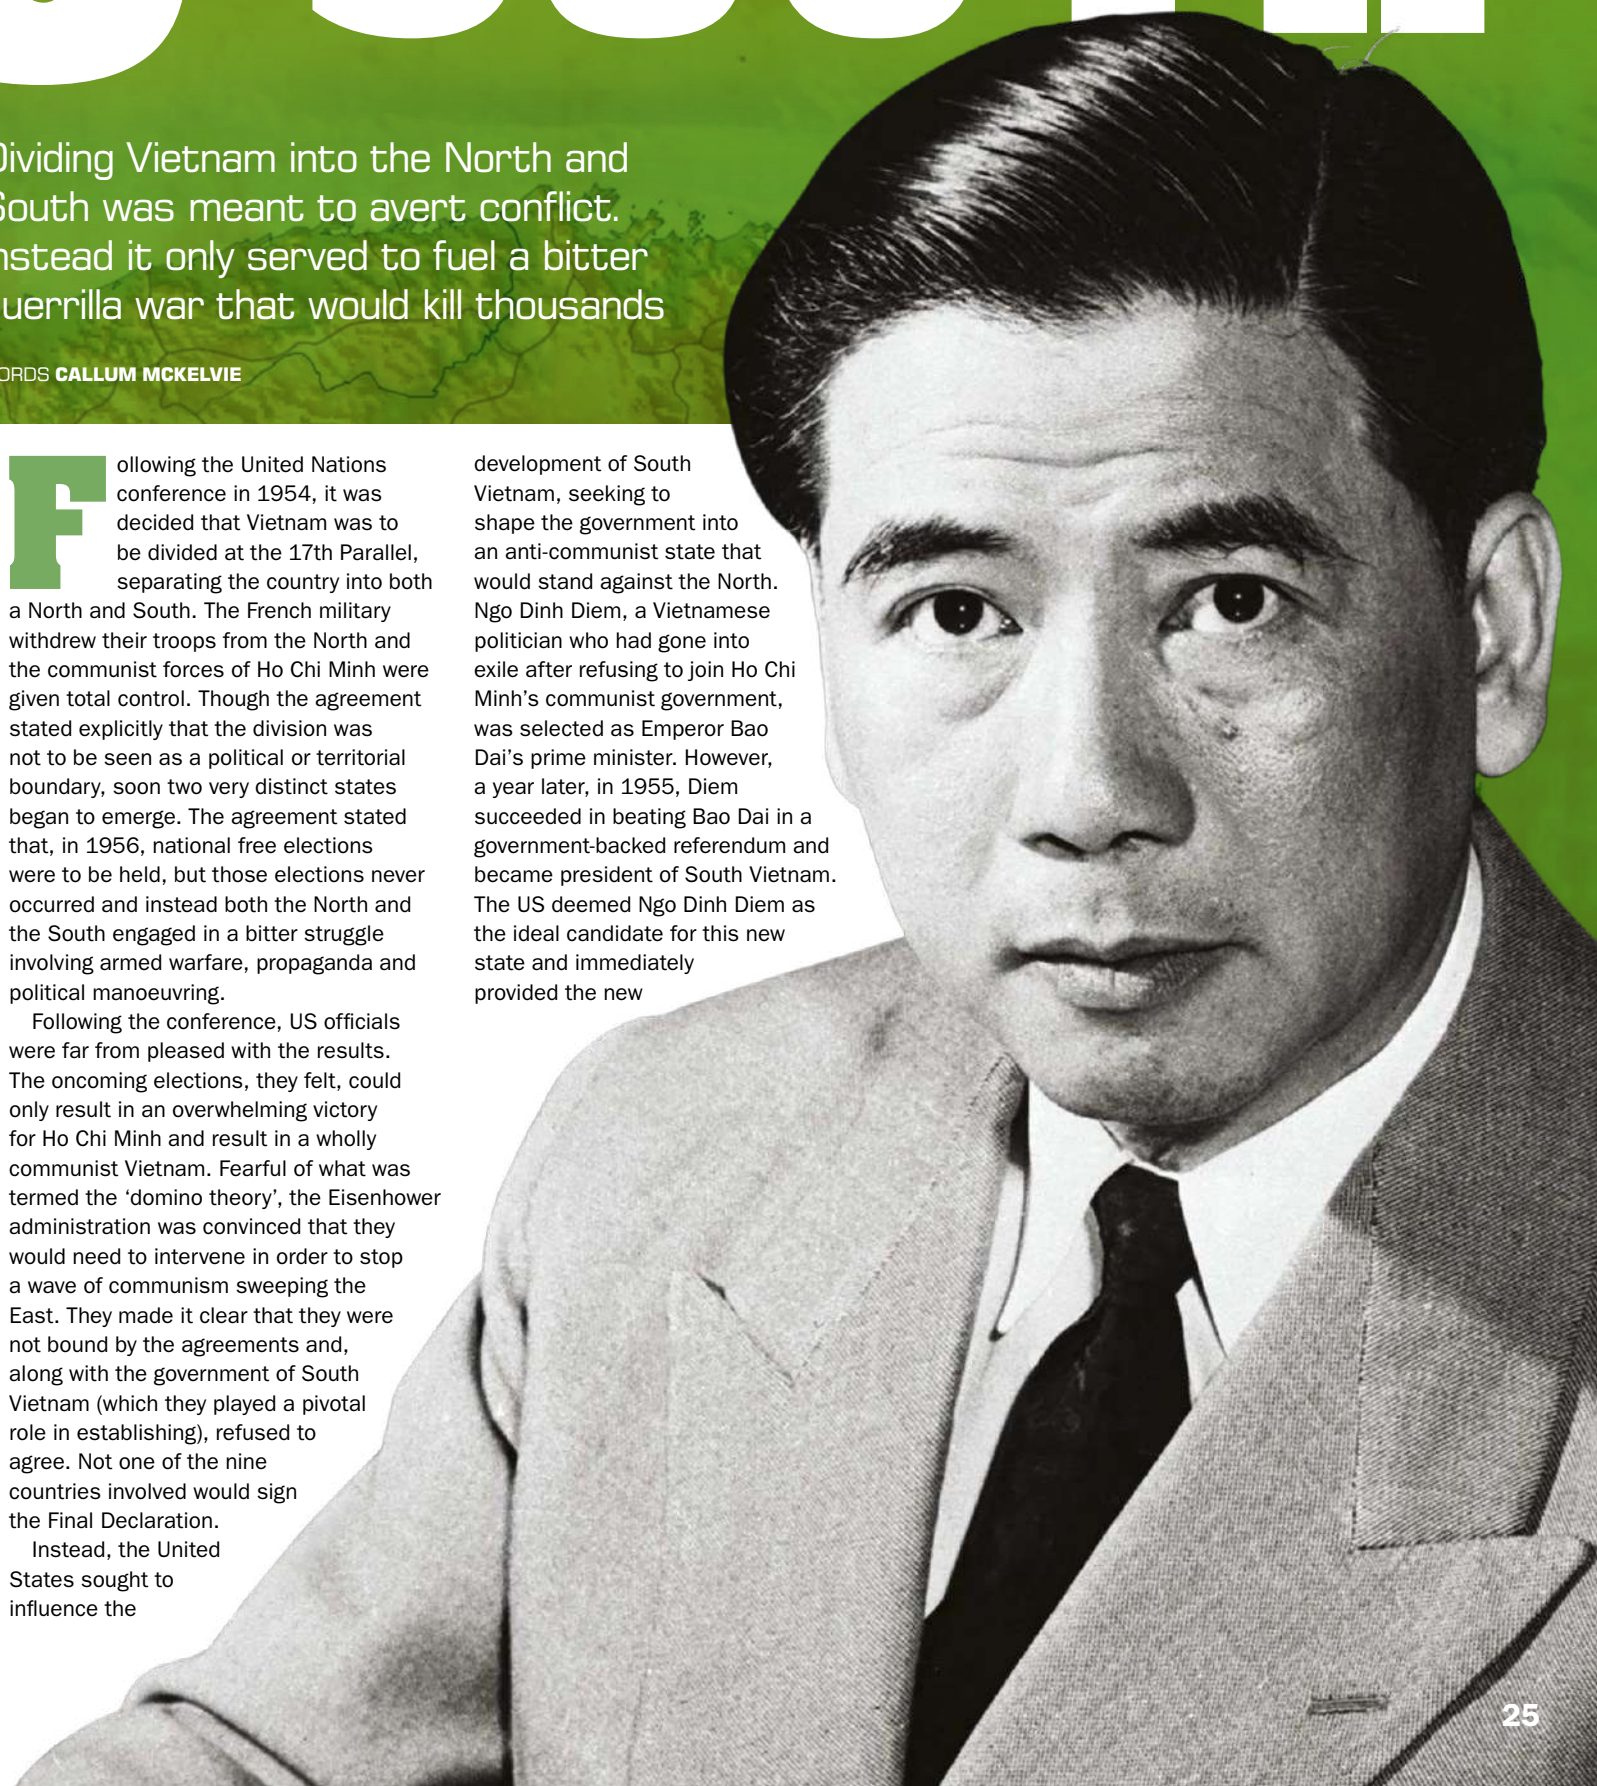 Dividing Vietnam into the North and
South was meant to avert conflict.
Instead it only served to fuel a bitter
guerrilla war that would kill thousands
WORDS CALLUM MCKELVIE
Following the United Nations
conference in 1954, it was
decided that Vietnam was to
be divided at the 17th Parallel,
separating the country into both
a North and South. The French military
withdrew their troops from the North and
the communist forces of Ho Chi Minh were
given total control. Though the agreement
stated explicitly that the division was
not to be seen as a political or territorial
boundary, soon two very distinct states
began to emerge. The agreement stated
that, in 1956, national free elections
were to be held, but those elections never
occurred and instead both the North and
the South engaged in a bitter struggle
involving armed warfare, propaganda and
political manoeuvring.
Following the conference, US officials
were far from pleased with the results.
The oncoming elections, they felt, could
only result in an overwhelming victory
for Ho Chi Minh and result in a wholly
communist Vietnam. Fearful of what was
termed the ‘domino theory’, the Eisenhower
administration was convinced that they
would need to intervene in order to stop
a wave of communism sweeping the
East. They made it clear that they were
not bound by the agreements and,
along with the government of South
Vietnam (which they played a pivotal
role in establishing), refused to
agree. Not one of the nine
countries involved would sign
the Final Declaration.
Instead, the United
States sought to
influence the
development of South
Vietnam, seeking to
shape the government into
an anti-communist state that
would stand against the North.
Ngo Dinh Diem, a Vietnamese
politician who had gone into
exile after refusing to join Ho Chi
Minh’s communist government,
was selected as Emperor Bao
Dai’s prime minister. However,
a year later, in 1955, Diem
succeeded in beating Bao Dai in a
government-backed referendum and
became president of South Vietnam.
The US deemed Ngo Dinh Diem as
the ideal candidate for this new
state and immediately
provided the new
25